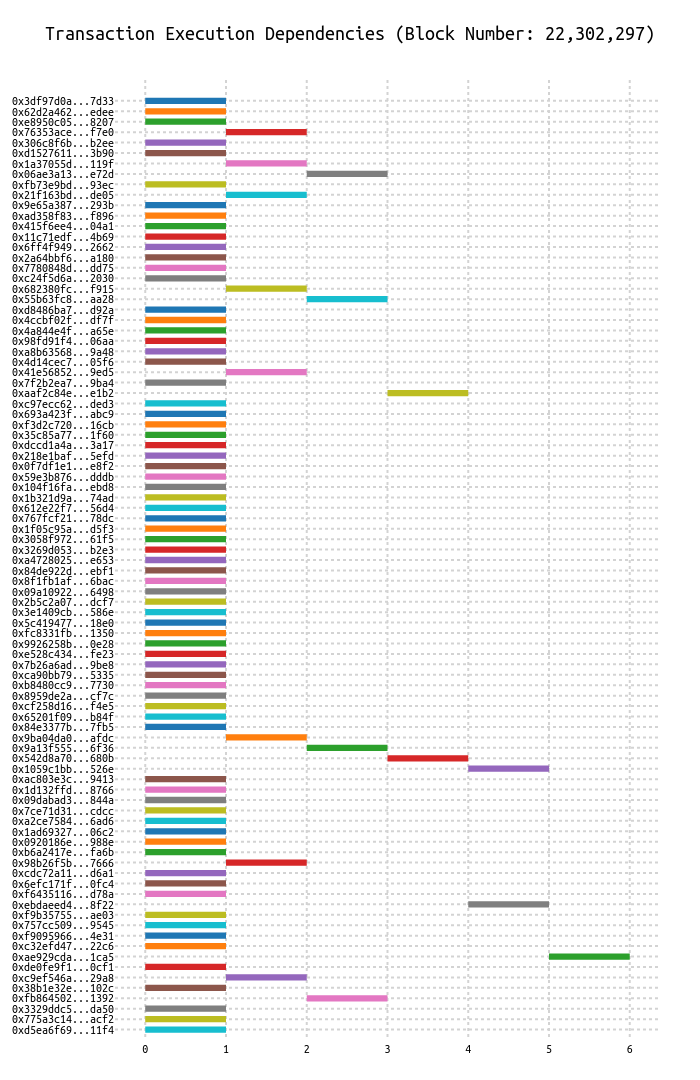 Transaction Execution Dependencies (Block Number: 22,302,297)
0x3df97d0a...7d33
0x62d2a462...edee
0xe8950c05...8207
0x76353ace...f7e0
0x306c8f6b...b2ee
0xd1527611...3b90
0x1a37055d...119f
0x06ae3a13...e72d
0xfb73e9bd...93ec
0x21f163bd...de05
0x9e65a387...293b
0xad358f83...f896
0x415f6ee4...04a1
0x11c71edf...4b69
0x6ff4f949...2662
0x2a64bbf6...a180
0x7780848d...dd75
0xc24f5d6a...2030
0x682380fc...f915
0x55b63fc8...aa28
0xd8486ba7...d92a
0x4ccbf02f...df7f
0x4a844e4f...a65e
0x98fd91f4...06aa
0xa8b63568...9a48
0x4d14cec7...05f6
0x41e56852...9ed5
0x7f2b2ea7...9ba4
0xaaf2c84e...e1b2
0xc97ecc62...ded3
0x693a423f...abc9
0xf3d2c720...16cb
0x35c85a77...1f60
0xdccd1a4a...3a17
0x218e1baf...5efd
0x0f7df1e1...e8f2
0x59e3b876...dddb
0x104f16fa...ebd8
0x1b321d9a...74ad
0x612e22f7...56d4
0x767fcf21...78dc
0x1f05c95a...d5f3
0x3058f972...61f5
0x3269d053...b2e3
0xa4728025...e653
0x84de922d...ebf1
0x8f1fb1af...6bac
0x09a10922...6498
0x2b5c2a07...dcf7
0x3e1409cb...586e
0x5c419477...18e0
0xfc8331fb...1350
0x9926258b...0e28
0xe528c434...fe23
0x7b26a6ad...9be8
0xca90bb79...5335
0xb8480cc9...7730
0x8959de2a...cf7c
0xcf258d16...f4e5
0x65201f09...b84f
0x84e3377b...7fb5
0x9ba04da0...afdc
0x9a13f555...6f36
0x542d8a70...680b
0x1059c1bb...526e
0xac803e3c...9413
0x1d132ffd...8766
0x09dabad3...844a
0x7ce71d31...cdcc
0xa2ce7584...6ad6
0x1ad69327...06c2
0x0920186e...988e
0xb6a2417e...fa6b
0x98b26f5b...7666
0xcdc72a11...d6a1
0x6efc171f...0fc4
0xf6435116...d78a
0xebdaeed4...8f22
0xf9b35755...ae03
0x757cc509...9545
0xf9095966...4e31
0xc32efd47...22c6
0xae929cda...1ca5
0xde0fe9f1...0cf1
0xc9ef546a...29a8
0x38b1e32e...102c
0xfb864502...1392
0x3329ddc5...da50
0x775a3c14...acf2
0xd5ea6f69...11f4
0 1 2 3 4 5 6